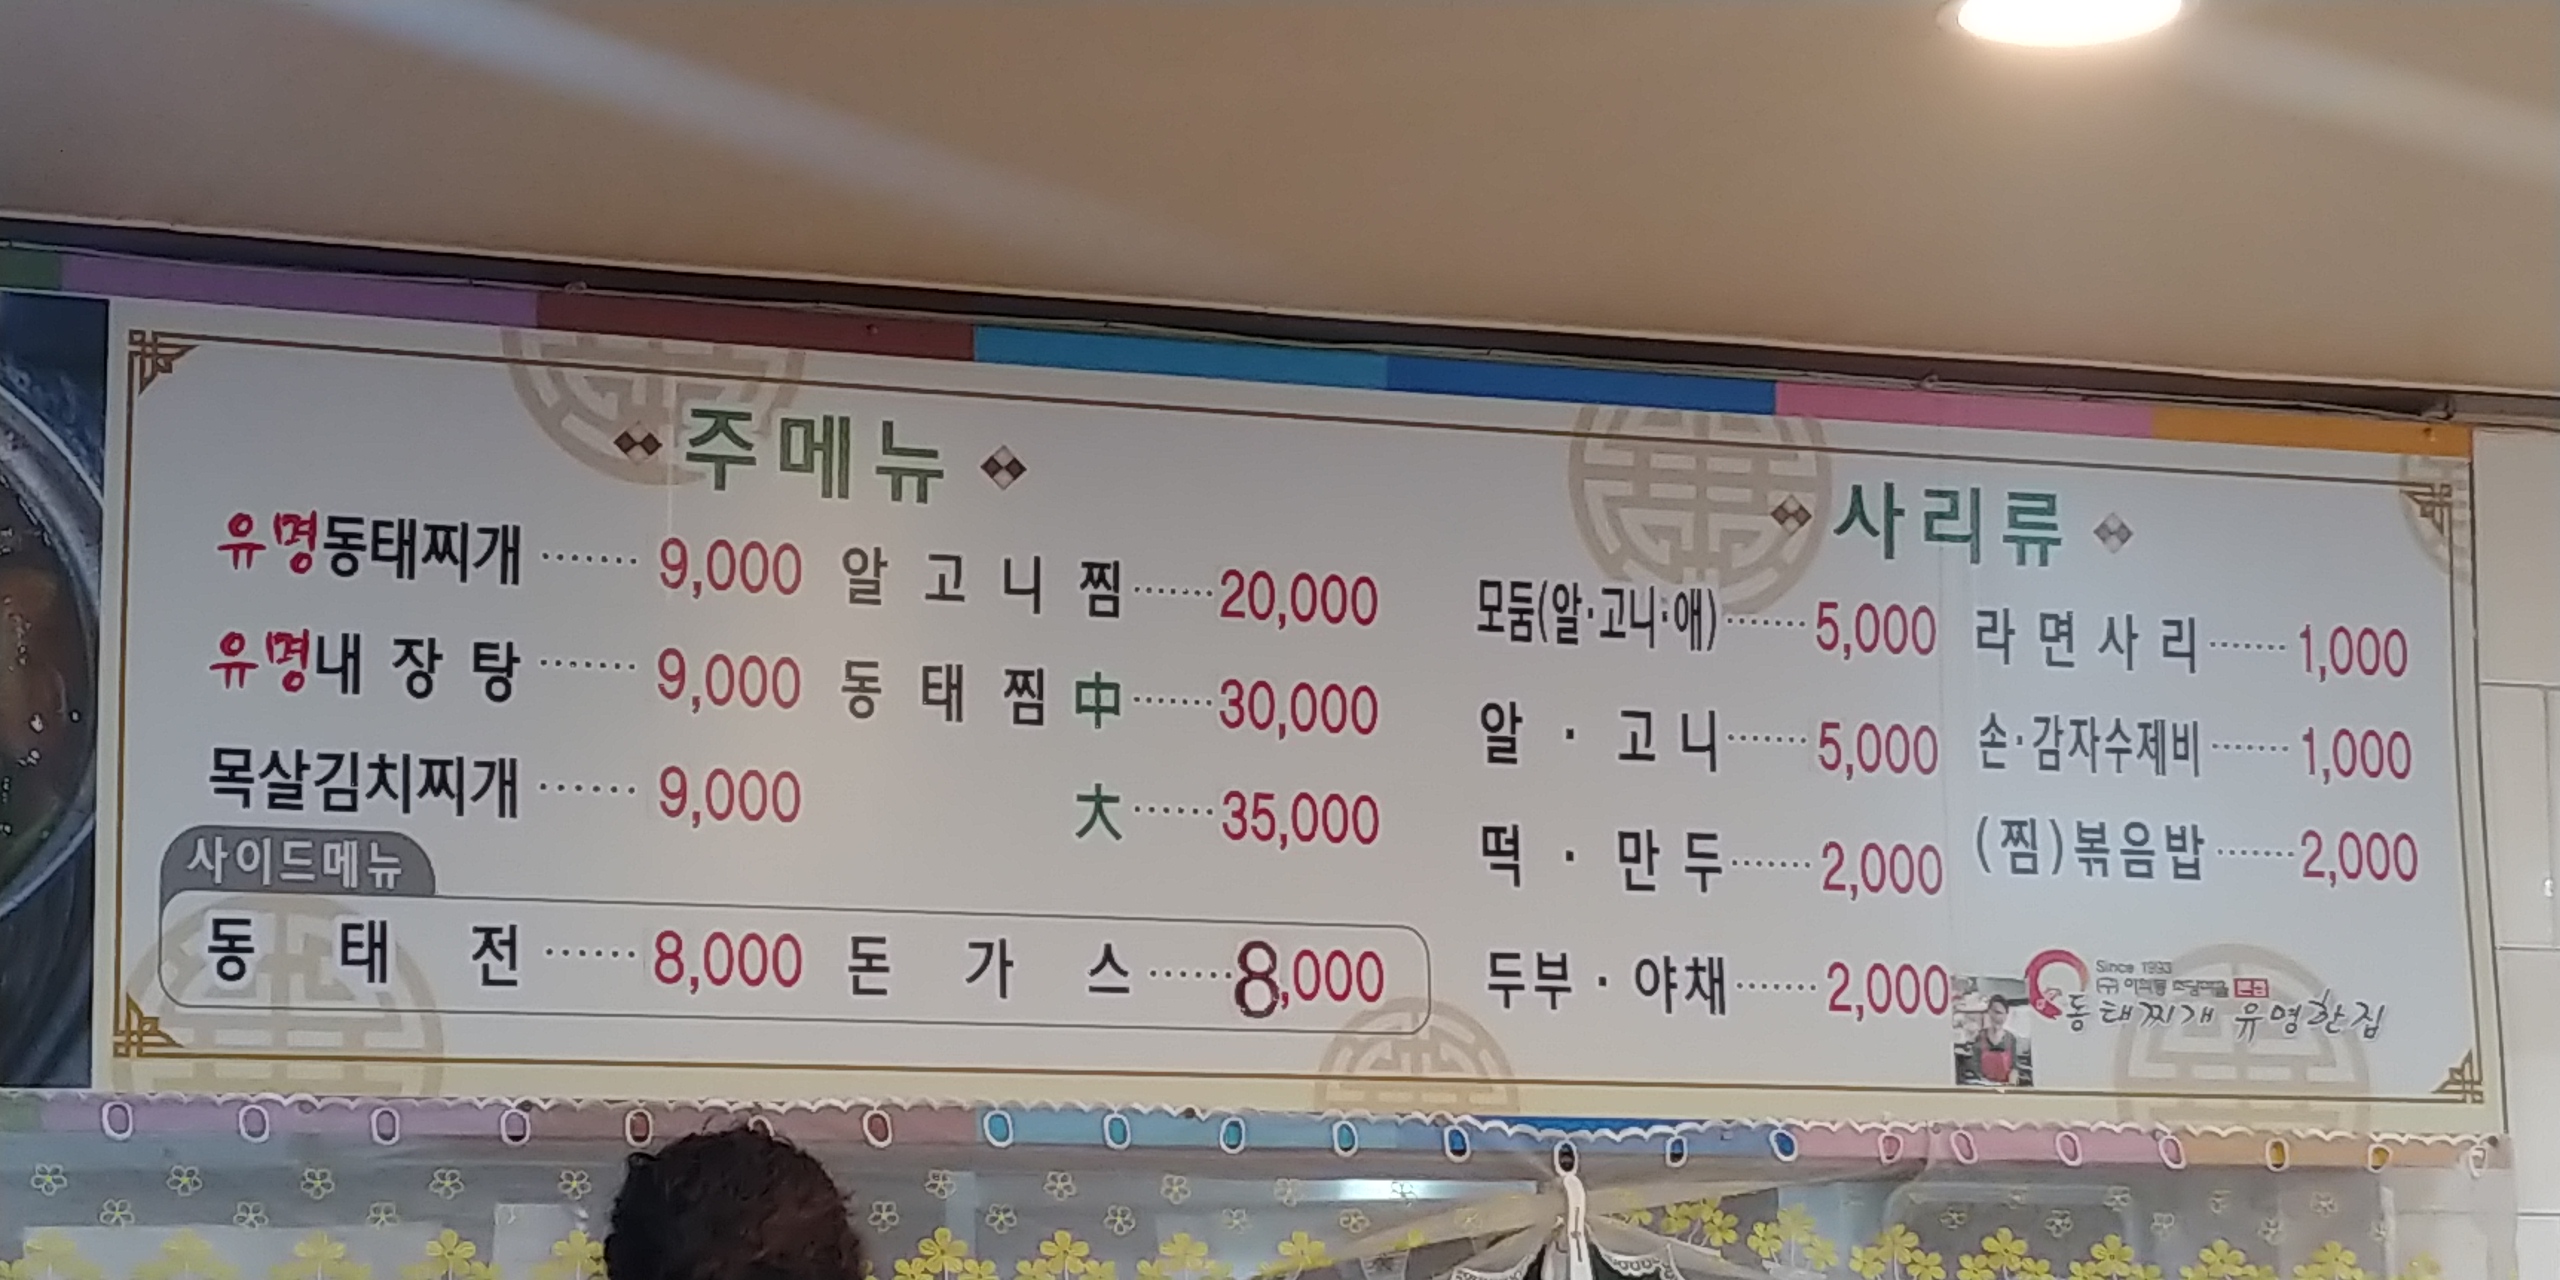 주메뉴
유명동태찌개 ······· 9,000
유명내장탕 ······· 9,000
목살김치찌개 ······ 9,000
알고니찜 ······· 20,000
동태찜 中 ······· 30,000
大 ······ 35,000
사이드메뉴
동태전 ······ 8,000
돈가스 ······ 8,000
사리류
모둠(알·고니·애) ······· 5,000
알·고니 ······· 5,000
떡·만두 ······· 2,000
두부·야채 ······· 2,000
라면사리 ······· 1,000
손·감자수제비 ······· 1,000
(찜)볶음밥 ······· 2,000
Since 1993
동태찌개 유명한집